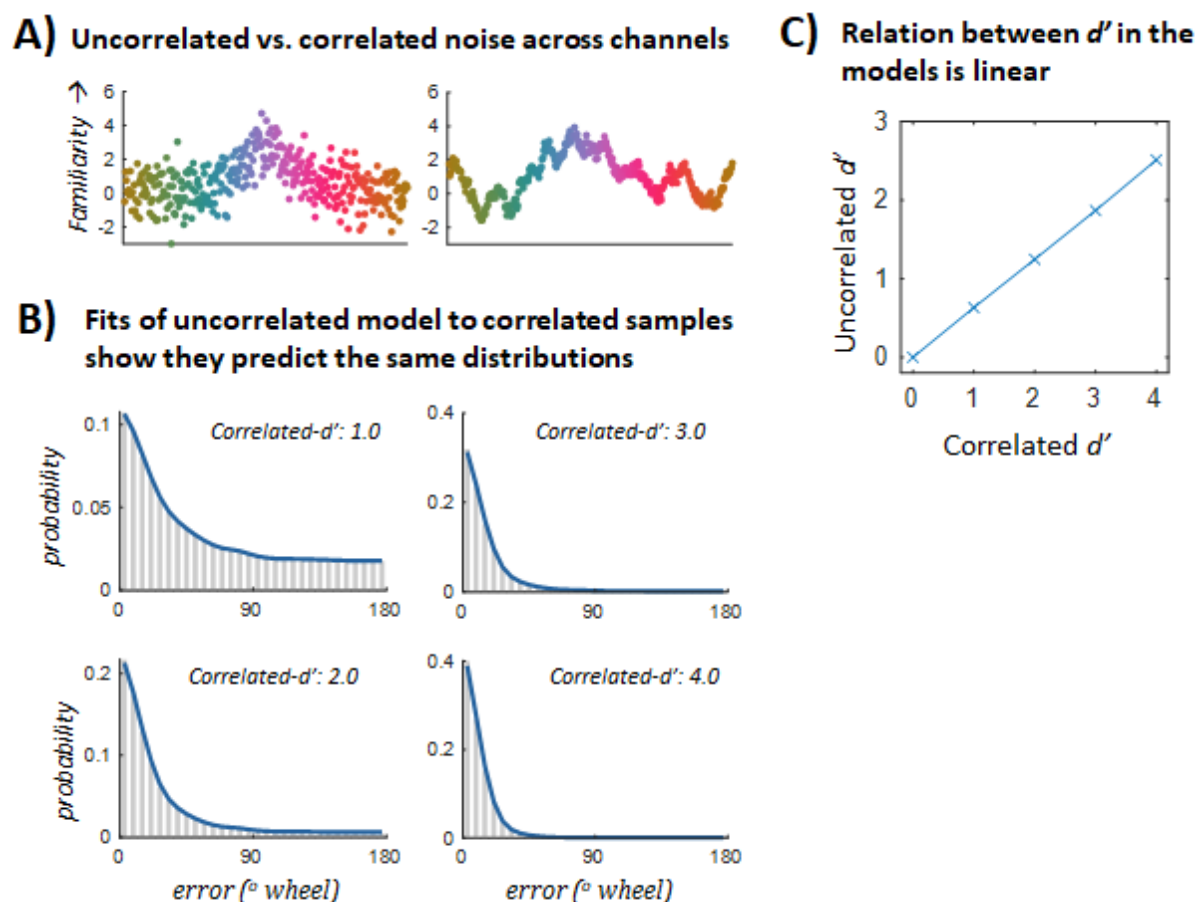 A) Uncorrelated vs. correlated noise across channels
Familiarity →
6
4
2
0
-2
6
4
2
0
-2
B) Fits of uncorrelated model to correlated samples
show they predict the same distributions
probability
0.1
0.05
0
Correlated-d': 1.0
0
90
180
0.4
0.2
0
Correlated-d': 3.0
0
90
180
probability
0.2
0.1
0
Correlated-d': 2.0
0
90
180
error (° wheel)
0.4
0.2
0
Correlated-d': 4.0
0
90
180
error (° wheel)
C) Relation between d' in the
models is linear
Uncorrelated d'
3
2
1
0
0 1 2 3 4
Correlated d'